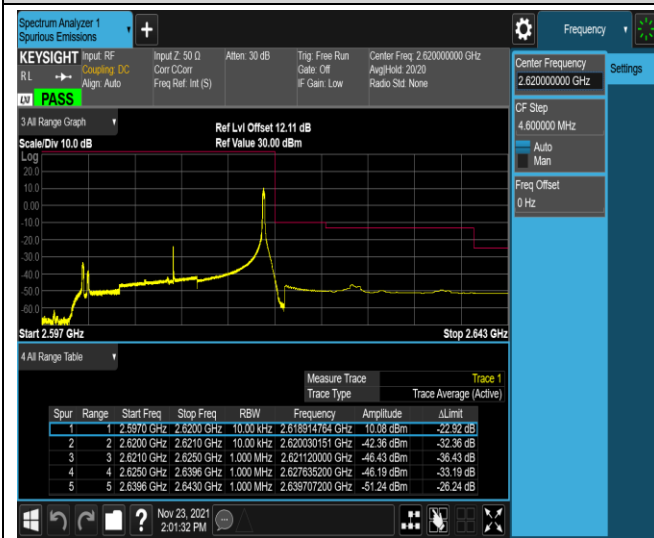 Spectrum Analyzer 1
Spurious Emissions
Frequency
KEYSIGHT
RL
LXI
PASS
Input: RF
Coupling: DC
Align: Auto
Input Z: 50 Ω
Corr CCorr
Freq Ref: Int (S)
Atten: 30 dB
Trig: Free Run
Gate: Off
IF Gain: Low
Center Freq: 2.620000000 GHz
Avg|Hold: 20/20
Radio Std: None
Center Frequency
2.620000000 GHz
Settings
CF Step
4.600000 MHz
Auto
Man
Freq Offset
0 Hz
3 All Range Graph
Scale/Div 10.0 dB
Ref Lvl Offset 12.11 dB
Ref Value 30.00 dBm
Log
20.0
10.0
0.00
-10.0
-20.0
-30.0
-40.0
-50.0
-60.0
Start 2.597 GHz
Stop 2.643 GHz
4 All Range Table
Measure Trace Trace 1
Trace Type Trace Average (Active)
Spur Range Start Freq Stop Freq RBW Frequency Amplitude ΔLimit
1 1 2.5970 GHz 2.6200 GHz 10.00 kHz 2.618914764 GHz 10.08 dBm -22.92 dB
2 2 2.6200 GHz 2.6210 GHz 10.00 kHz 2.620030151 GHz -42.36 dBm -32.36 dB
3 3 2.6210 GHz 2.6250 GHz 1.000 MHz 2.621120000 GHz -46.43 dBm -36.43 dB
4 4 2.6250 GHz 2.6396 GHz 1.000 MHz 2.627635200 GHz -46.19 dBm -33.19 dB
5 5 2.6396 GHz 2.6430 GHz 1.000 MHz 2.639707200 GHz -51.24 dBm -26.24 dB
?
Nov 23, 2021
2:01:32 PM